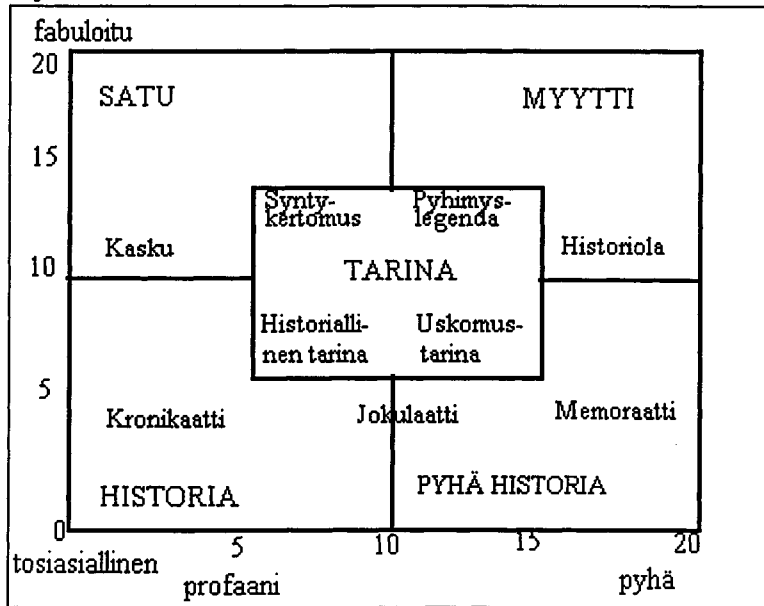 fabuloitu
20
SATU
MYYTTI
15
Synty-
kertomus
Pyhimys-
legenda
Kasku
Historiola
10
TARINA
Historialli-
nen tarina
Uskomus-
tarina
5
Kronikaatti
Jokulaatti
Memoraatti
HISTORIA
PYHÄ HISTORIA
0
5
10
15
20
tosiasiallinen
profaani
pyhä